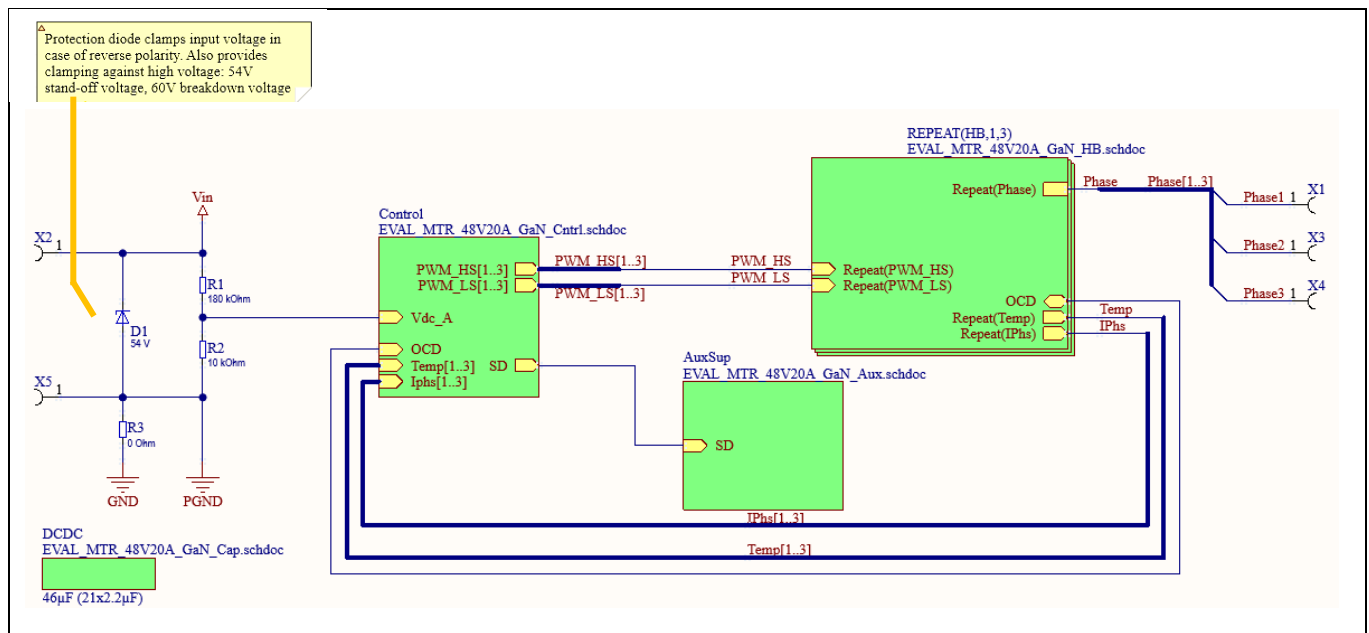 Protection diode clamps input voltage in
case of reverse polarity. Also provides
clamping against high voltage: 54V
stand-off voltage, 60V breakdown voltage
REPEAT(HB,1,3)
EVAL_MTR_48V20A_GaN_HB.schdoc
Repeat(Phase)
Phase
Phase[1..3]
Phase1 1
X1
Phase2 1
X3
Phase3 1
X4
Vin
X2
1
Control
EVAL_MTR_48V20A_GaN_Cntrl.schdoc
PWM_HS[1..3]
PWM_LS[1..3]
PWM_HS[1..3]
PWM_LS[1..3]
PWM_HS
PWM_LS
Repeat(PWM_HS)
Repeat(PWM_LS)
OCD
Repeat(Temp)
Repeat(IPhs)
Temp
IPhs
R1
180 kOhm
D1
54 V
R2
10 kOhm
Vdc_A
OCD
Temp[1..3]
Iphs[1..3]
SD
X5
1
R3
0 Ohm
GND
PGND
AuxSup
EVAL_MTR_48V20A_GaN_Aux.schdoc
SD
IPhs[1..3]
Temp[1..3]
DCDC
EVAL_MTR_48V20A_GaN_Cap.schdoc
46µF (21x2.2µF)